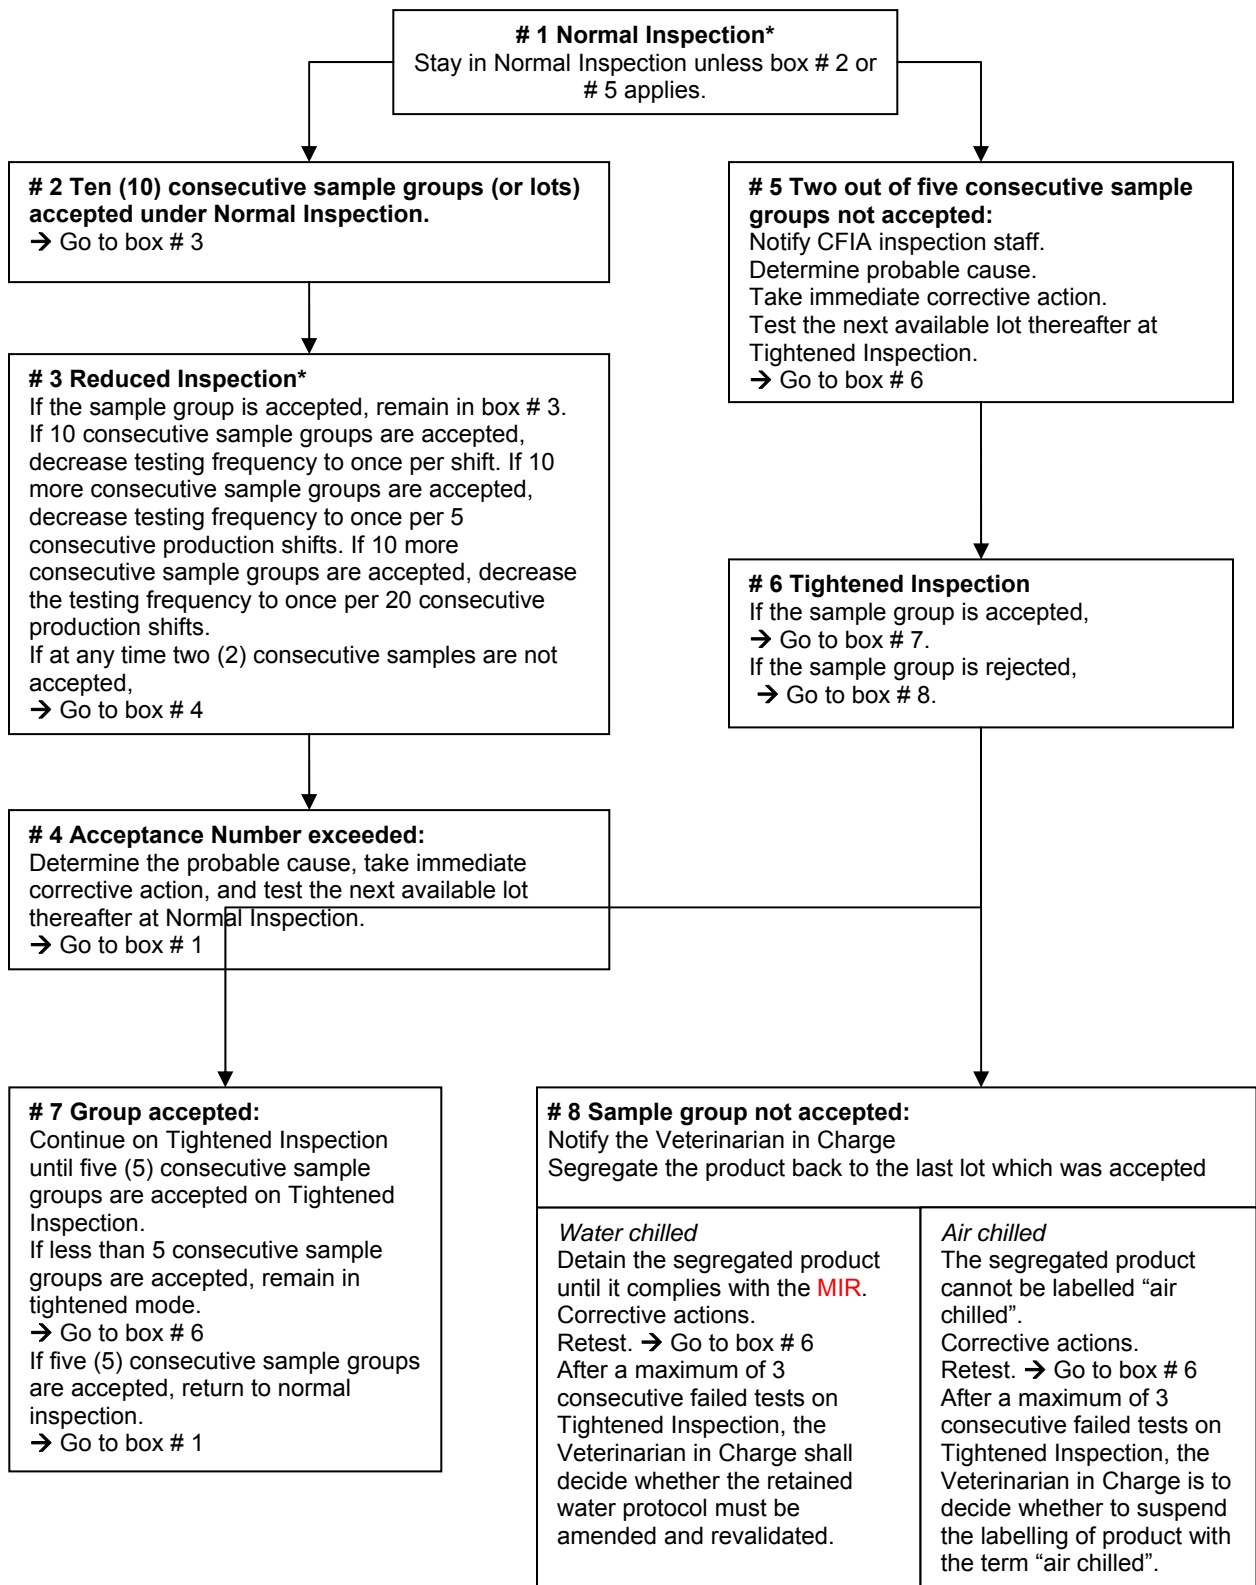 # 1 Normal Inspection*
Stay in Normal Inspection unless box # 2 or
# 5 applies.
# 2 Ten (10) consecutive sample groups (or lots)
accepted under Normal Inspection.
→ Go to box # 3
# 5 Two out of five consecutive sample
groups not accepted:
Notify CFIA inspection staff.
Determine probable cause.
Take immediate corrective action.
Test the next available lot thereafter at
Tightened Inspection.
→ Go to box # 6
# 3 Reduced Inspection*
If the sample group is accepted, remain in box # 3.
If 10 consecutive sample groups are accepted,
decrease testing frequency to once per shift. If 10
more consecutive sample groups are accepted,
decrease testing frequency to once per 5
consecutive production shifts. If 10 more
consecutive sample groups are accepted, decrease
the testing frequency to once per 20 consecutive
production shifts.
If at any time two (2) consecutive samples are not
accepted,
→ Go to box # 4
# 6 Tightened Inspection
If the sample group is accepted,
→ Go to box # 7.
If the sample group is rejected,
→ Go to box # 8.
# 4 Acceptance Number exceeded:
Determine the probable cause, take immediate
corrective action, and test the next available lot
thereafter at Normal Inspection.
→ Go to box # 1
# 7 Group accepted:
Continue on Tightened Inspection
until five (5) consecutive sample
groups are accepted on Tightened
Inspection.
If less than 5 consecutive sample
groups are accepted, remain in
tightened mode.
→ Go to box # 6
If five (5) consecutive sample groups
are accepted, return to normal
inspection.
→ Go to box # 1
# 8 Sample group not accepted:
Notify the Veterinarian in Charge
Segregate the product back to the last lot which was accepted
Water chilled
Detain the segregated product
until it complies with the MIR.
Corrective actions.
Retest. → Go to box # 6
After a maximum of 3
consecutive failed tests on
Tightened Inspection, the
Veterinarian in Charge shall
decide whether the retained
water protocol must be
amended and revalidated.
Air chilled
The segregated product
cannot be labelled “air
chilled”.
Corrective actions.
Retest. → Go to box # 6
After a maximum of 3
consecutive failed tests on
Tightened Inspection, the
Veterinarian in Charge is to
decide whether to suspend
the labelling of product with
the term “air chilled”.